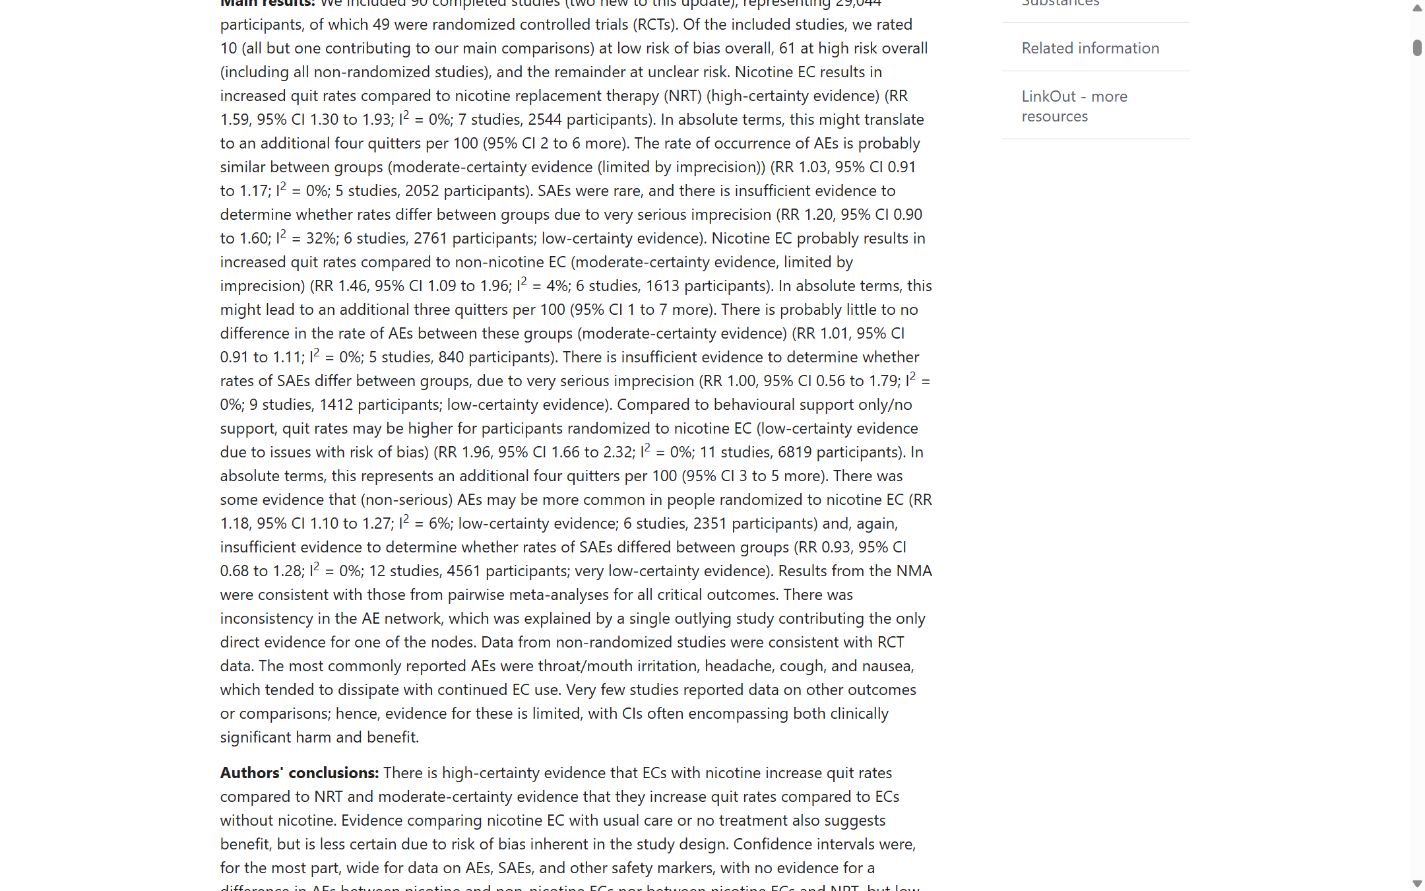 Main results: We included 90 completed studies (two new to this update), representing 29,044
participants, of which 49 were randomized controlled trials (RCTs). Of the included studies, we rated
10 (all but one contributing to our main comparisons) at low risk of bias overall, 61 at high risk overall
(including all non-randomized studies), and the remainder at unclear risk. Nicotine EC results in
increased quit rates compared to nicotine replacement therapy (NRT) (high-certainty evidence) (RR
1.59, 95% CI 1.30 to 1.93; I² = 0%; 7 studies, 2544 participants). In absolute terms, this might translate
to an additional four quitters per 100 (95% CI 2 to 6 more). The rate of occurrence of AEs is probably
similar between groups (moderate-certainty evidence (limited by imprecision)) (RR 1.03, 95% CI 0.91
to 1.17; I² = 0%; 5 studies, 2052 participants). SAEs were rare, and there is insufficient evidence to
determine whether rates differ between groups due to very serious imprecision (RR 1.20, 95% CI 0.90
to 1.60; I² = 32%; 6 studies, 2761 participants; low-certainty evidence). Nicotine EC probably results in
increased quit rates compared to non-nicotine EC (moderate-certainty evidence, limited by
imprecision) (RR 1.46, 95% CI 1.09 to 1.96; I² = 4%; 6 studies, 1613 participants). In absolute terms, this
might lead to an additional three quitters per 100 (95% CI 1 to 7 more). There is probably little to no
difference in the rate of AEs between these groups (moderate-certainty evidence) (RR 1.01, 95% CI
0.91 to 1.11; I² = 0%; 5 studies, 840 participants). There is insufficient evidence to determine whether
rates of SAEs differ between groups, due to very serious imprecision (RR 1.00, 95% CI 0.56 to 1.79; I² =
0%; 9 studies, 1412 participants; low-certainty evidence). Compared to behavioural support only/no
support, quit rates may be higher for participants randomized to nicotine EC (low-certainty evidence
due to issues with risk of bias) (RR 1.96, 95% CI 1.66 to 2.32; I² = 0%; 11 studies, 6819 participants). In
absolute terms, this represents an additional four quitters per 100 (95% CI 3 to 5 more). There was
some evidence that (non-serious) AEs may be more common in people randomized to nicotine EC (RR
1.18, 95% CI 1.10 to 1.27; I² = 6%; low-certainty evidence; 6 studies, 2351 participants) and, again,
insufficient evidence to determine whether rates of SAEs differed between groups (RR 0.93, 95% CI
0.68 to 1.28; I² = 0%; 12 studies, 4561 participants; very low-certainty evidence). Results from the NMA
were consistent with those from pairwise meta-analyses for all critical outcomes. There was
inconsistency in the AE network, which was explained by a single outlying study contributing the only
direct evidence for one of the nodes. Data from non-randomized studies were consistent with RCT
data. The most commonly reported AEs were throat/mouth irritation, headache, cough, and nausea,
which tended to dissipate with continued EC use. Very few studies reported data on other outcomes
or comparisons; hence, evidence for these is limited, with CIs often encompassing both clinically
significant harm and benefit.
Authors' conclusions: There is high-certainty evidence that ECs with nicotine increase quit rates
compared to NRT and moderate-certainty evidence that they increase quit rates compared to ECs
without nicotine. Evidence comparing nicotine EC with usual care or no treatment also suggests
benefit, but is less certain due to risk of bias inherent in the study design. Confidence intervals were,
for the most part, wide for data on AEs, SAEs, and other safety markers, with no evidence for a
difference in AEs between nicotine and non-nicotine ECs nor between nicotine ECs and NRT, but low
Substances
Related information
LinkOut - more
resources